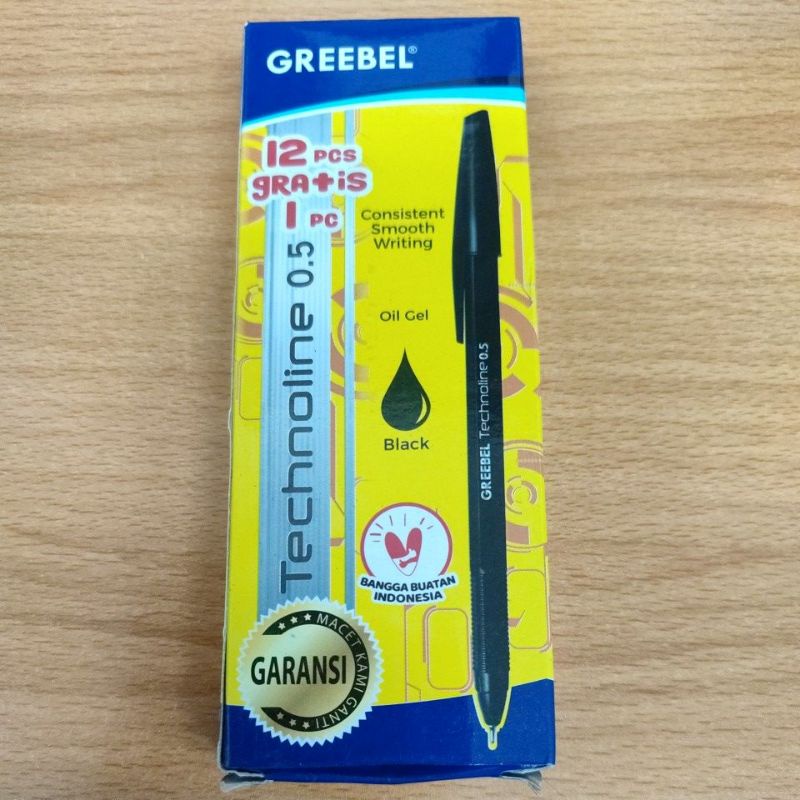 GREEBEL®
12 PCS
GRATIS
1 PC
Consistent
Smooth
Writing
Technoline 0.5
Oil Gel
Black
GREEBEL Technoline 0.5
BANGGA BUATAN
INDONESIA
MACET KAMI GANTI
GARANSI